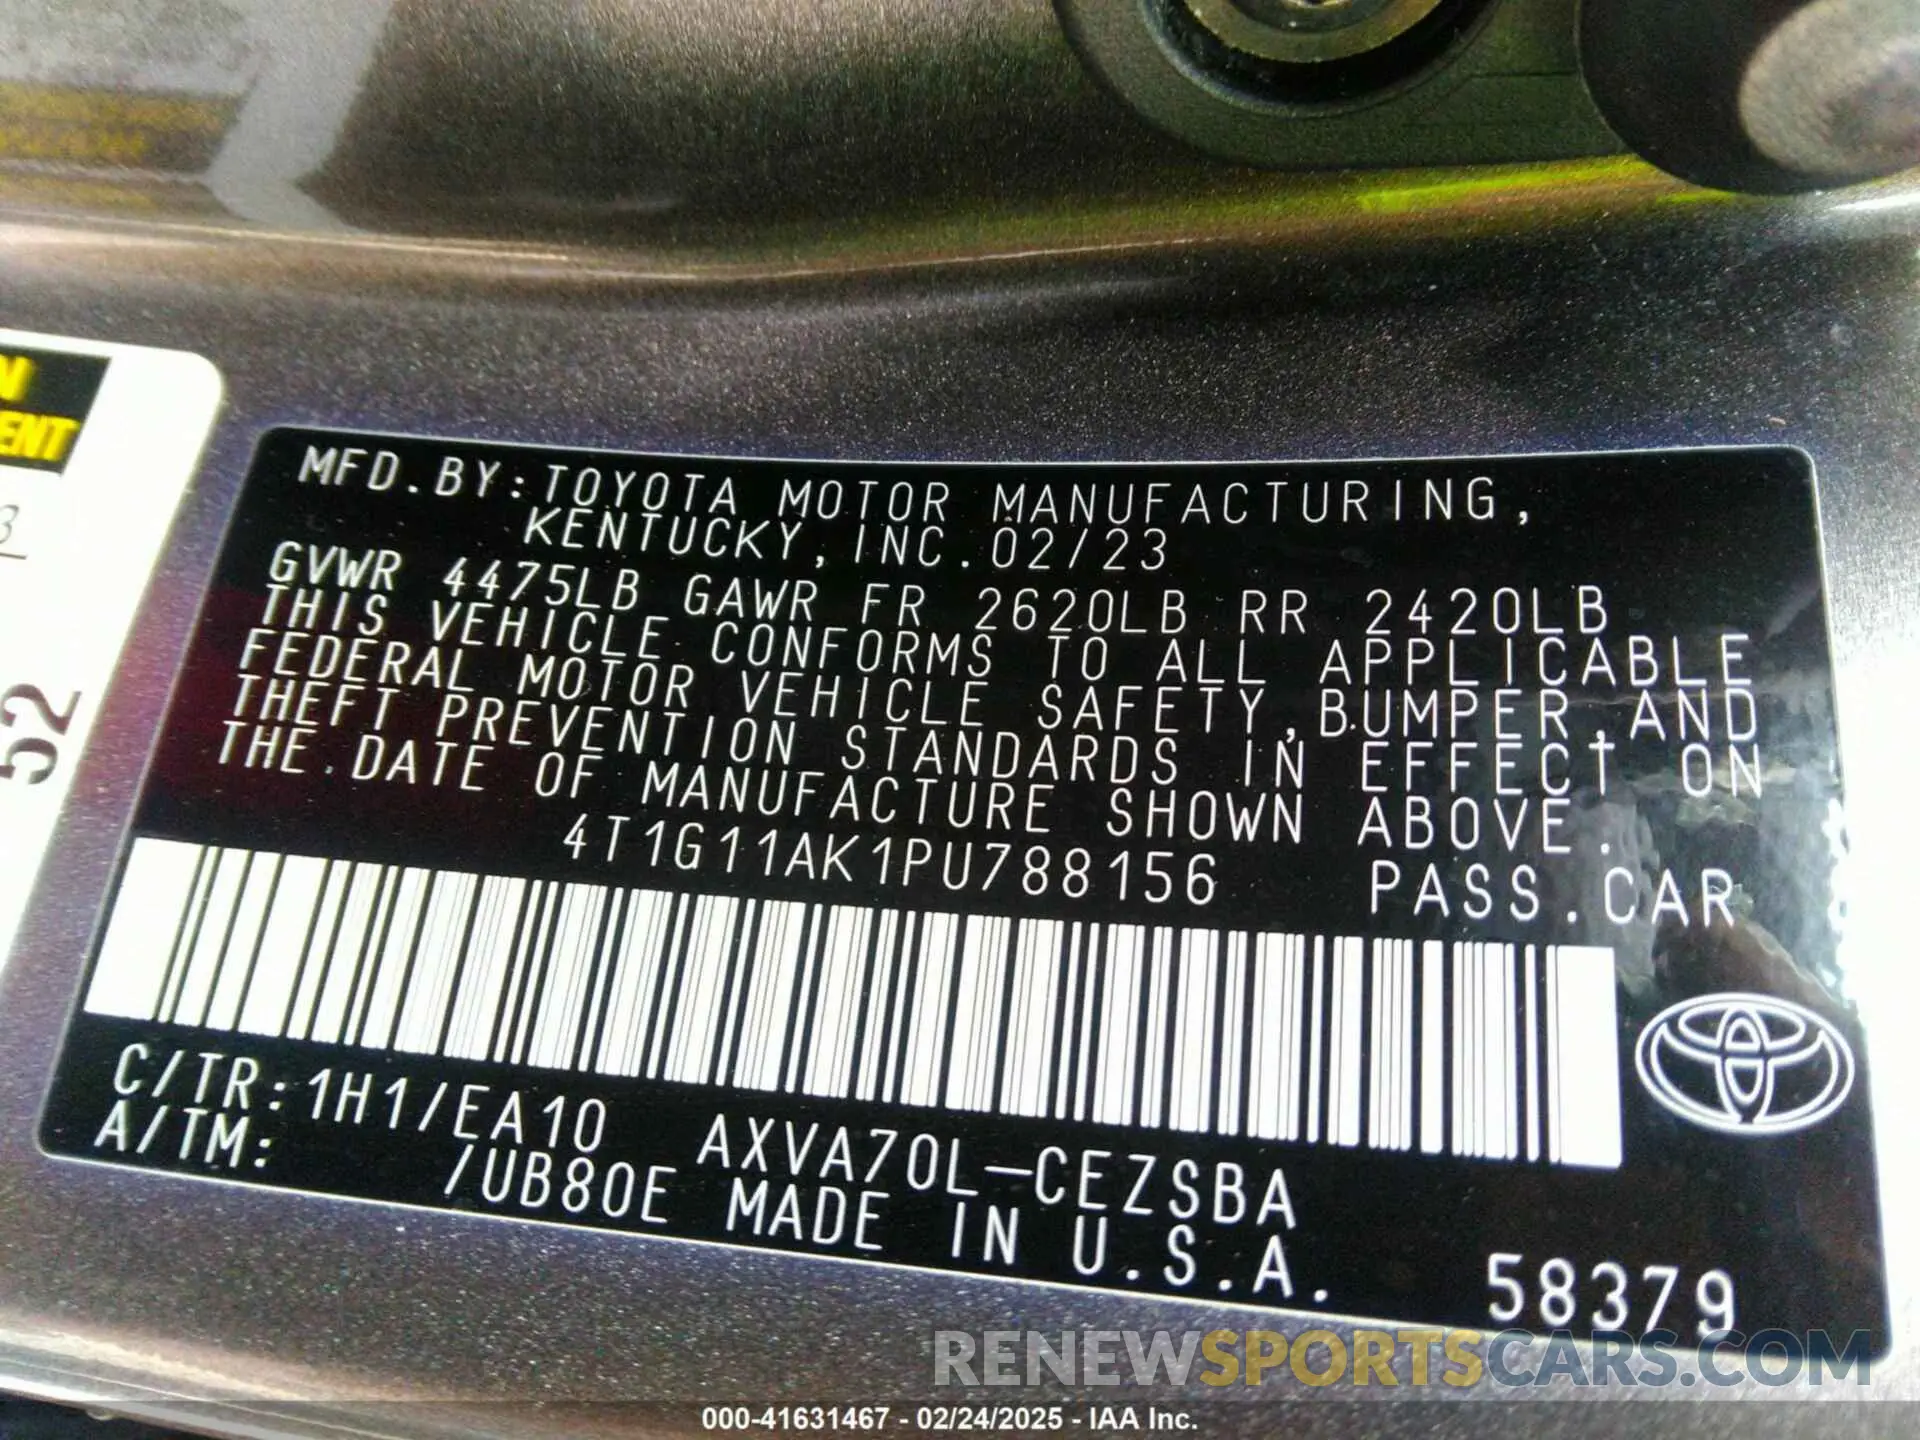 N
ENT
3
52
MFD.BY:TOYOTA MOTOR MANUFACTURING,
KENTUCKY, INC. 02/23
GVWR 4475LB GAWR FR 2620LB RR 2420LB
THIS VEHICLE CONFORMS TO ALL APPLICABLE
FEDERAL MOTOR VEHICLE SAFETY,BUMPER,AND
THEFT PREVENTION STANDARDS IN EFFECT ON
THE DATE OF MANUFACTURE SHOWN ABOVE.
4T1G11AK1PU788156 PASS.CAR
C/TR:1H1/EA10 AXVA70L-CEZSBA
A/TM: /UB80E MADE IN U.S.A.
58379
RENEWSPORTSCARS.COM
000-41631467 - 02/24/2025 - IAA Inc.